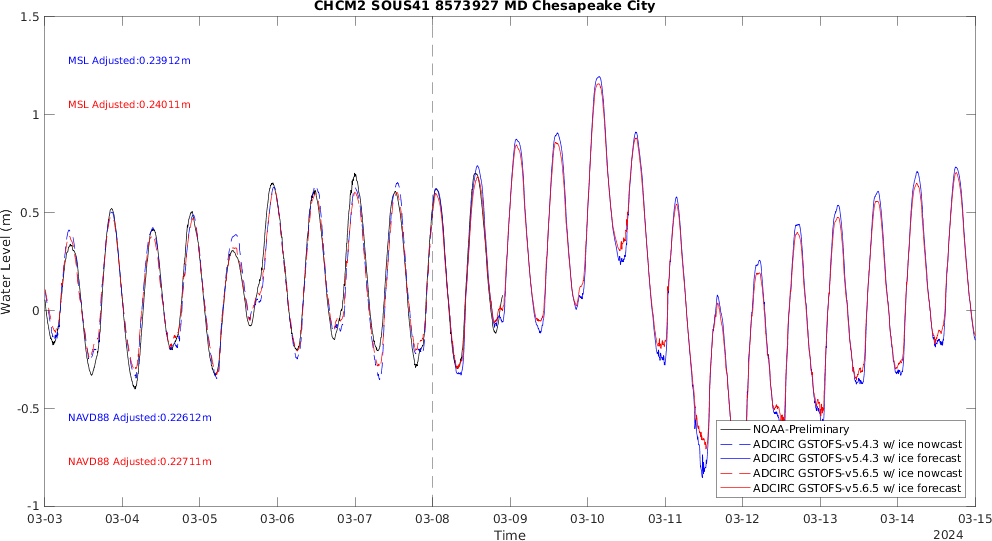 CHCM2 SOUS41 8573927 MD Chesapeake City
1.5
1
0.5
0
-0.5
-1
Water Level (m)
MSL Adjusted:0.23912m
MSL Adjusted:0.24011m
NAVD88 Adjusted:0.22612m
NAVD88 Adjusted:0.22711m
NOAA-Preliminary
ADCIRC GSTOFS-v5.4.3 w/ ice nowcast
ADCIRC GSTOFS-v5.4.3 w/ ice forecast
ADCIRC GSTOFS-v5.6.5 w/ ice nowcast
ADCIRC GSTOFS-v5.6.5 w/ ice forecast
03-03 03-04 03-05 03-06 03-07 03-08 03-09 03-10 03-11 03-12 03-13 03-14 03-15
Time
2024